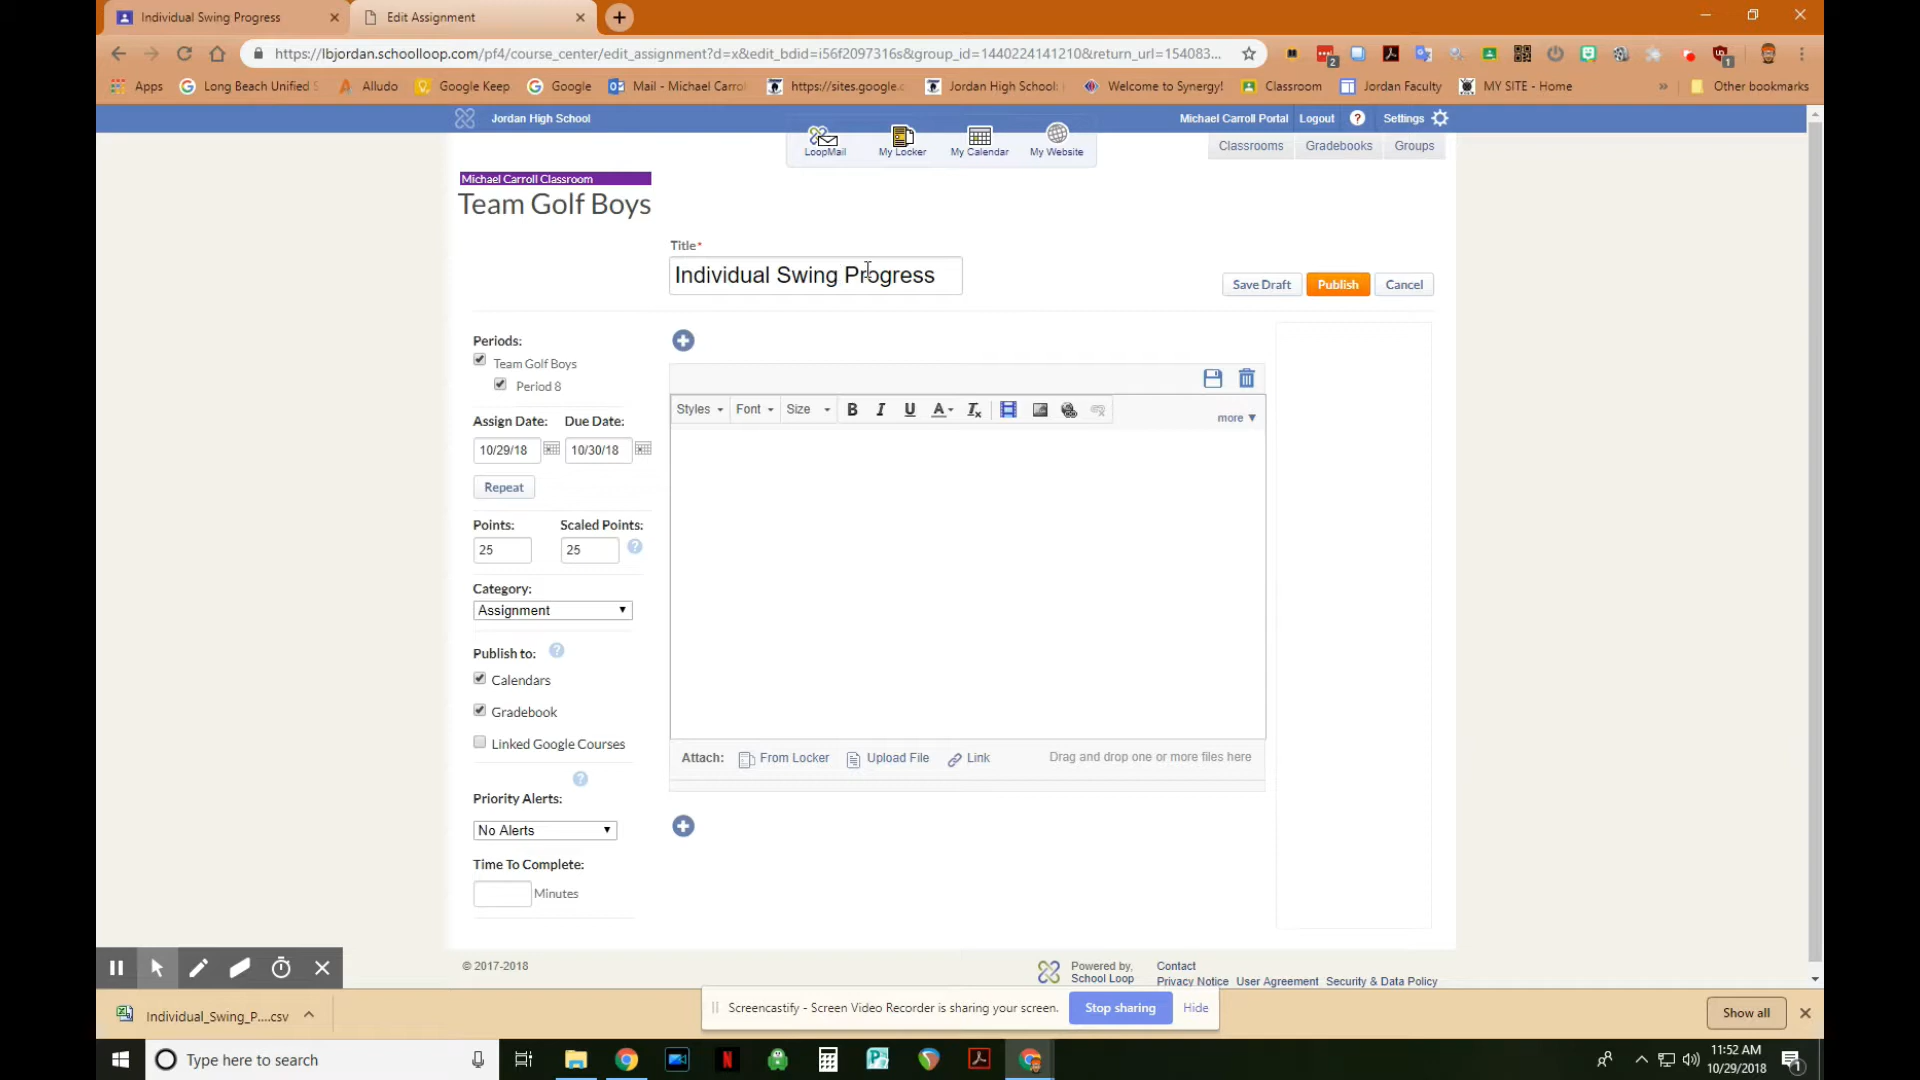 Individual Swing Progress
Edit Assignment
https://lbjordan.schoolloop.com/pf4/course_center/edit_assignment?d=x&edit_bdid=i56f2097316s&group_id=1440224141210&return_url=154083...
2
1
Apps
Long Beach Unified S
Alludo
Google Keep
Google
Mail - Michael Carrol
https://sites.google.c
Jordan High School:
Welcome to Synergy!
Classroom
Jordan Faculty
MY SITE - Home
»
Other bookmarks
Jordan High School
LoopMail
My Locker
My Calendar
My Website
Michael Carroll Portal
Logout
?
Settings
Classrooms
Gradebooks
Groups
Michael Carroll Classroom
Team Golf Boys
Title*
Individual Swing Progress
Save Draft
Publish
Cancel
Periods:
Team Golf Boys
Period 8
Assign Date:
Due Date:
10/29/18
10/30/18
Repeat
Points:
Scaled Points:
25
25
?
Category:
Assignment
Publish to:
?
Calendars
Gradebook
Linked Google Courses
?
Priority Alerts:
No Alerts
Time To Complete:
Minutes
Styles
Font
Size
B
I
U
A
Tx
more
Attach:
From Locker
Upload File
Link
Drag and drop one or more files here
© 2017-2018
Powered by,
School Loop
Contact
Privacy Notice
User Agreement
Security & Data Policy
Screencastify - Screen Video Recorder is sharing your screen.
Stop sharing
Hide
Individual_Swing_P....csv
Show all
Type here to search
11:52 AM
10/29/2018
1